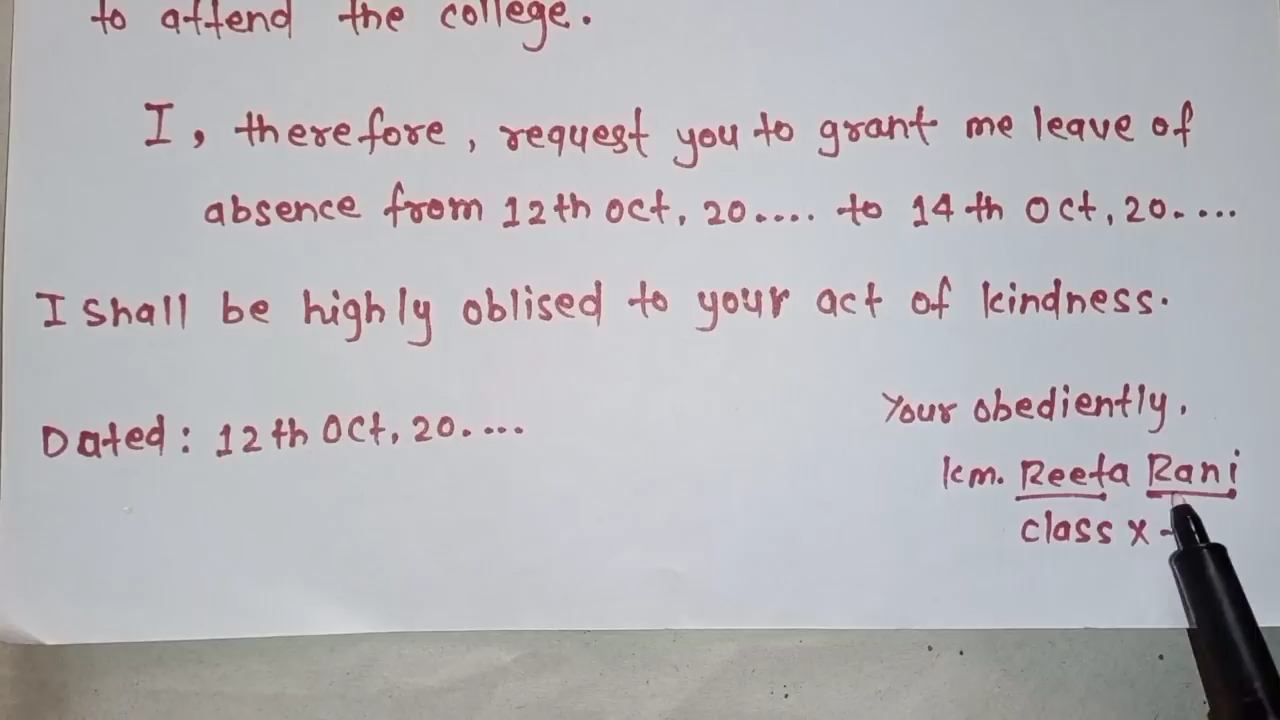 to attend the college.
I, therefore, request you to grant me leave of
absence from 12th oct, 20.... to 14th Oct, 20.....
I shall be highly oblised to your act of kindness.
Dated: 12th Oct, 20....
Your obediently,
km. Reeta Rani
class X -